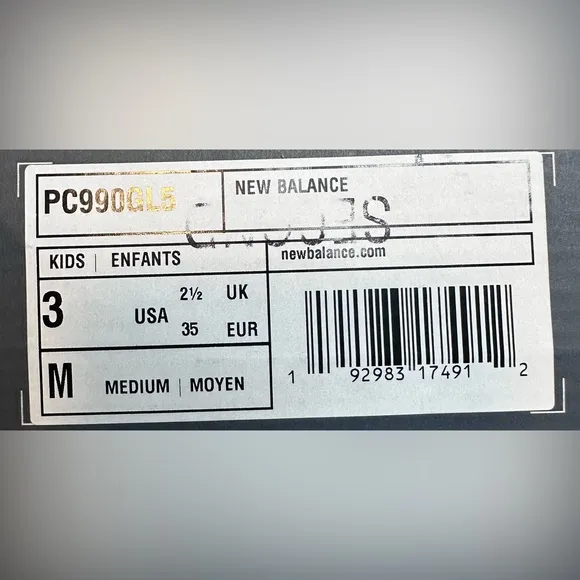 PC990GL5
NEW BALANCE
SECOND
newbalance.com
KIDS | ENFANTS
3 USA 2½ UK
35 EUR
M MEDIUM | MOYEN
1 92983 17491 2